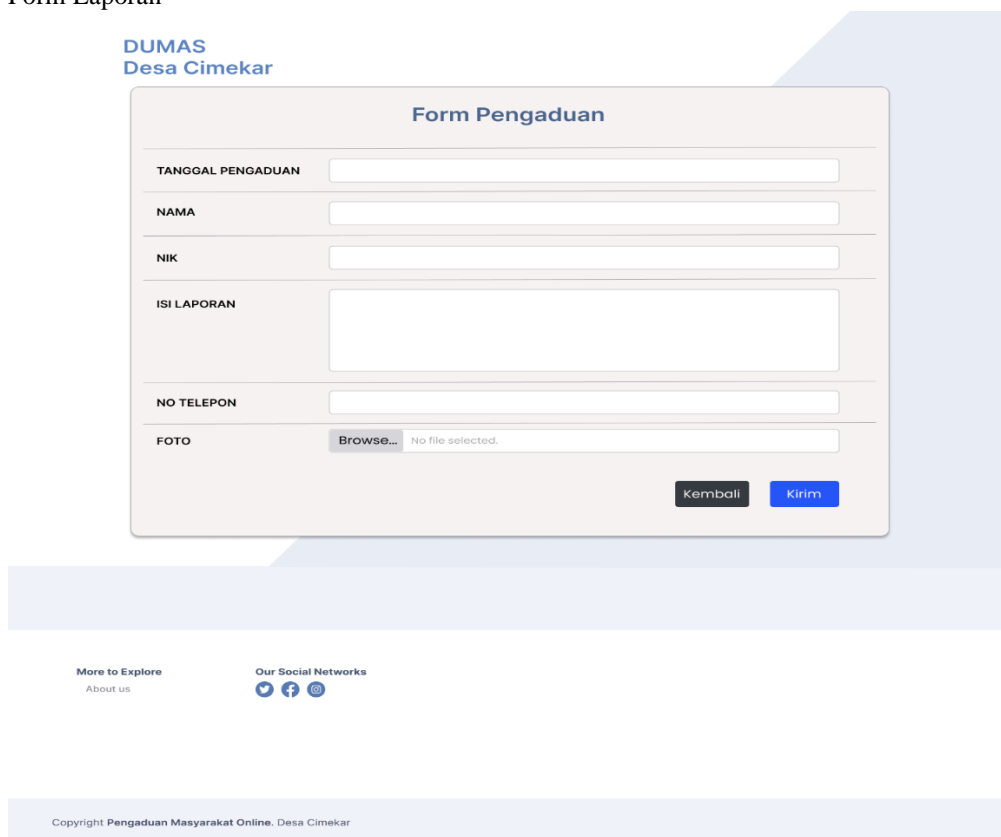 Form Laporan
DUMAS
Desa Cimekar
Form Pengaduan
TANGGAL PENGADUAN
NAMA
NIK
ISI LAPORAN
NO TELEPON
FOTO
Browse... No file selected.
Kembali Kirim
More to Explore
About us
Our Social Networks
Copyright Pengaduan Masyarakat Online. Desa Cimekar